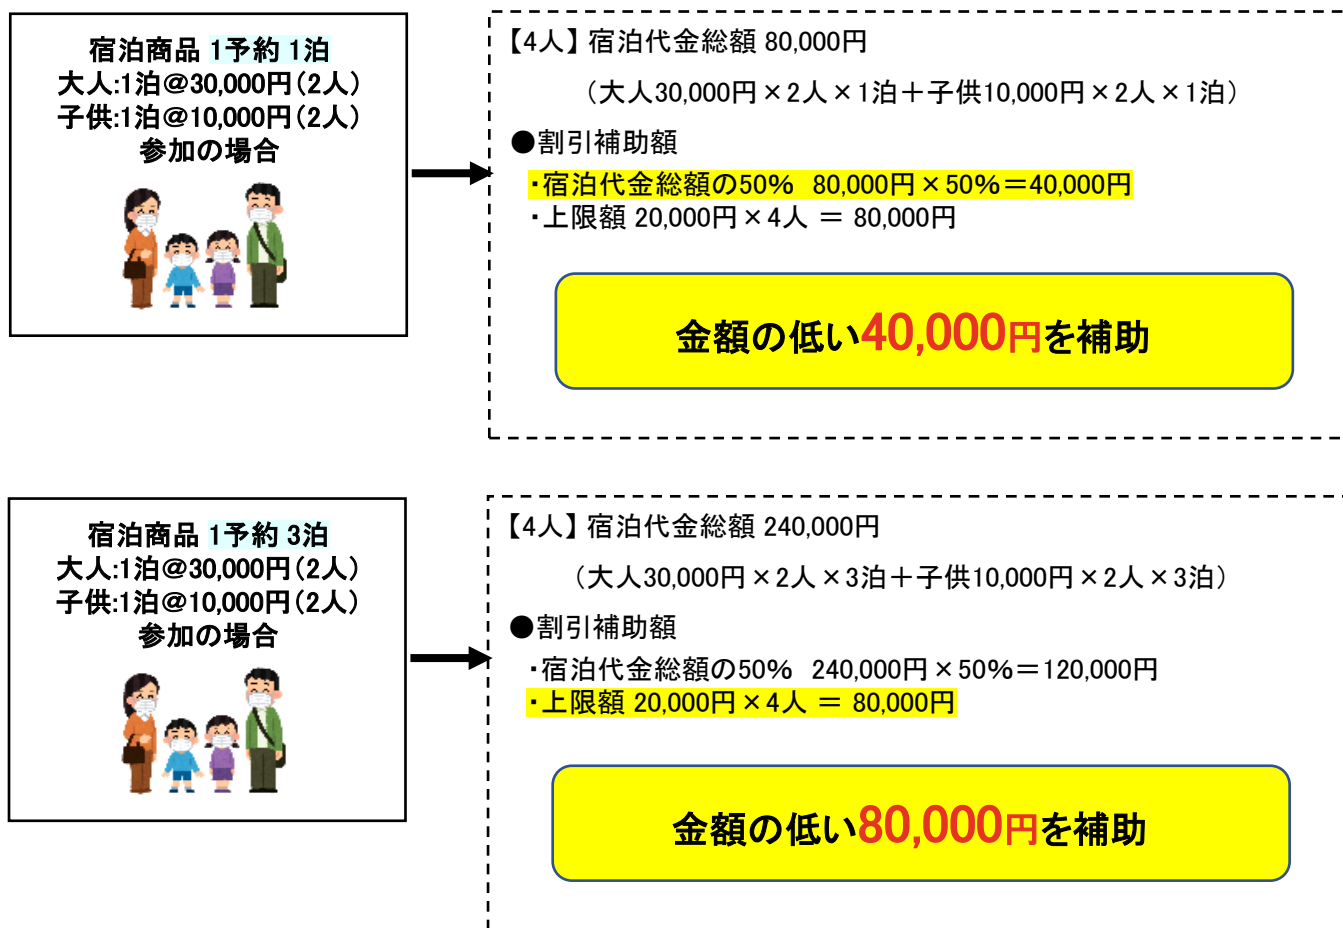 宿泊商品 1予約 1泊
大人:1泊@30,000円(2人)
子供:1泊@10,000円(2人)
参加の場合
【4人】宿泊代金総額 80,000円
(大人30,000円×2人×1泊+子供10,000円×2人×1泊)
●割引補助額
・宿泊代金総額の50% 80,000円×50%=40,000円
・上限額 20,000円×4人 = 80,000円
金額の低い40,000円を補助
宿泊商品 1予約 3泊
大人:1泊@30,000円(2人)
子供:1泊@10,000円(2人)
参加の場合
【4人】宿泊代金総額 240,000円
(大人30,000円×2人×3泊+子供10,000円×2人×3泊)
●割引補助額
・宿泊代金総額の50% 240,000円×50%=120,000円
・上限額 20,000円×4人 = 80,000円
金額の低い80,000円を補助